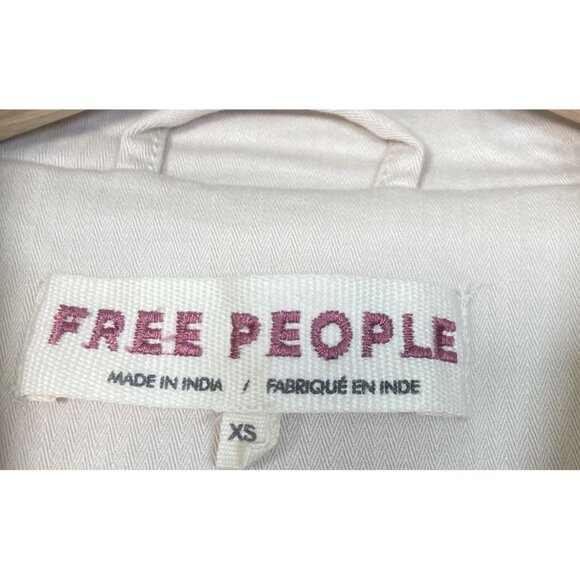 FREE PEOPLE
MADE IN INDIA / FABRIQUÉ EN INDE
XS